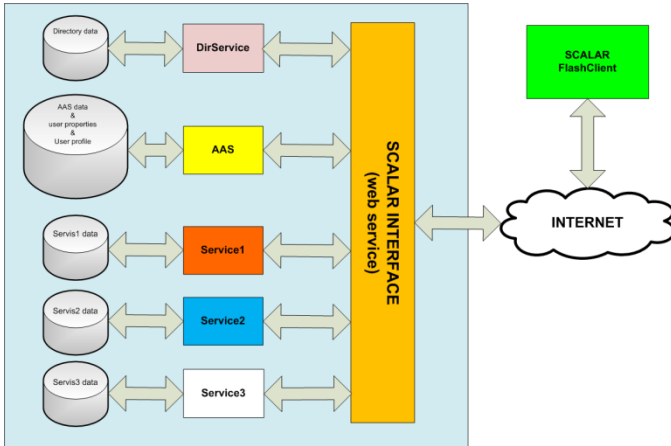 Directory data
DirService
SCALAR
FlashClient
AAS data
&
user properties
&
User profile
AAS
SCALAR INTERFACE
(web service)
INTERNET
Servis1 data
Service1
Servis2 data
Service2
Servis3 data
Service3